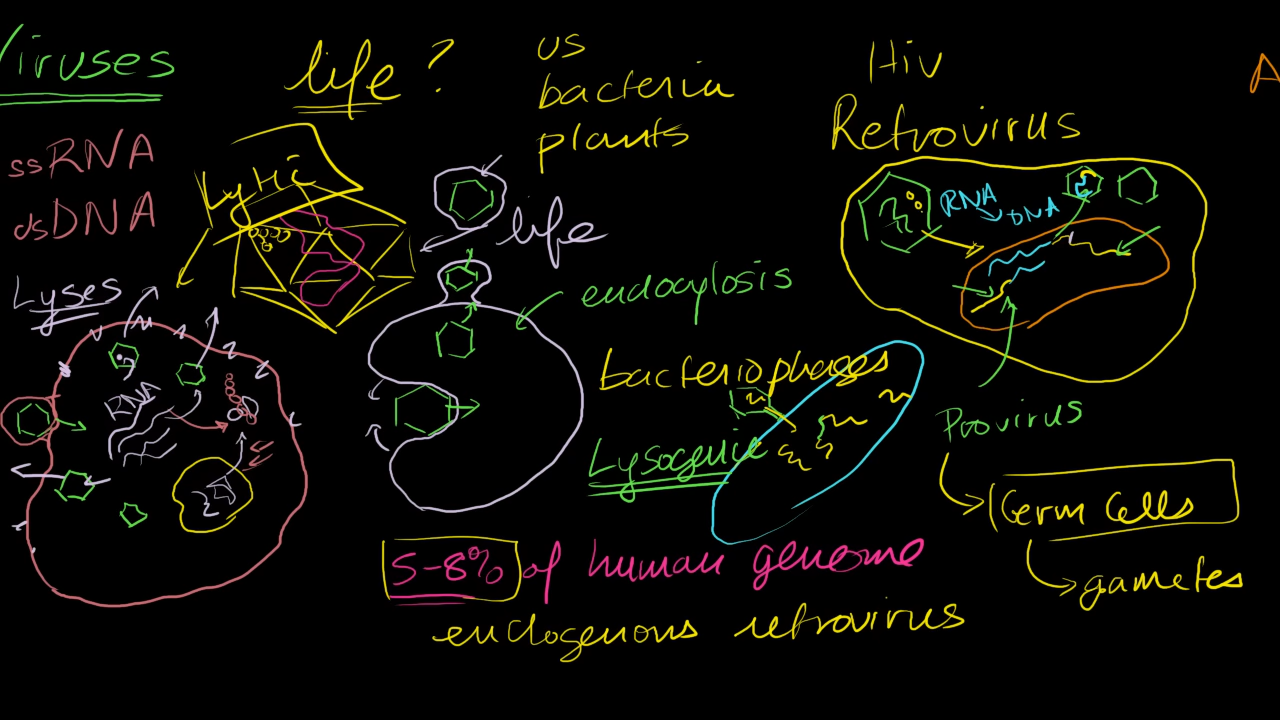 Viruses
life?
us
bacteria
plants
ssRNA
dsDNA
Lytic
life
Lyses
RNA
endocytosis
bacteriophages
Lysogenic
Hiv
Retrovirus
RNA
DNA
Provirus
Germ Cells
gametes
5-8% of human genome
endogenous retrovirus
A